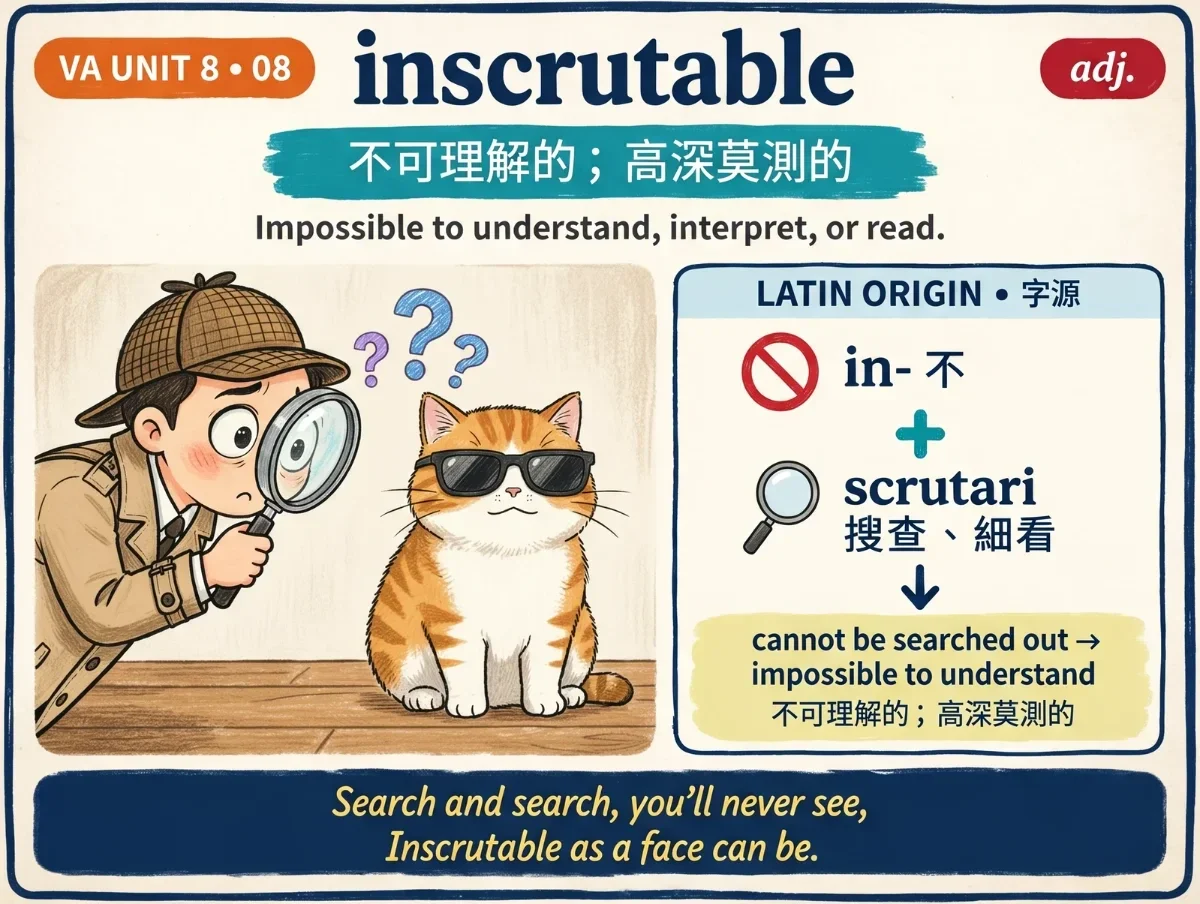 VA UNIT 8 • 08
inscrutable
adj.
不可理解的；高深莫測的
Impossible to understand, interpret, or read.
? ? ?
LATIN ORIGIN • 字源
in- 不
+
scrutari
搜查、細看
↓
cannot be searched out →
impossible to understand
不可理解的；高深莫測的
Search and search, you'll never see,
Inscrutable as a face can be.